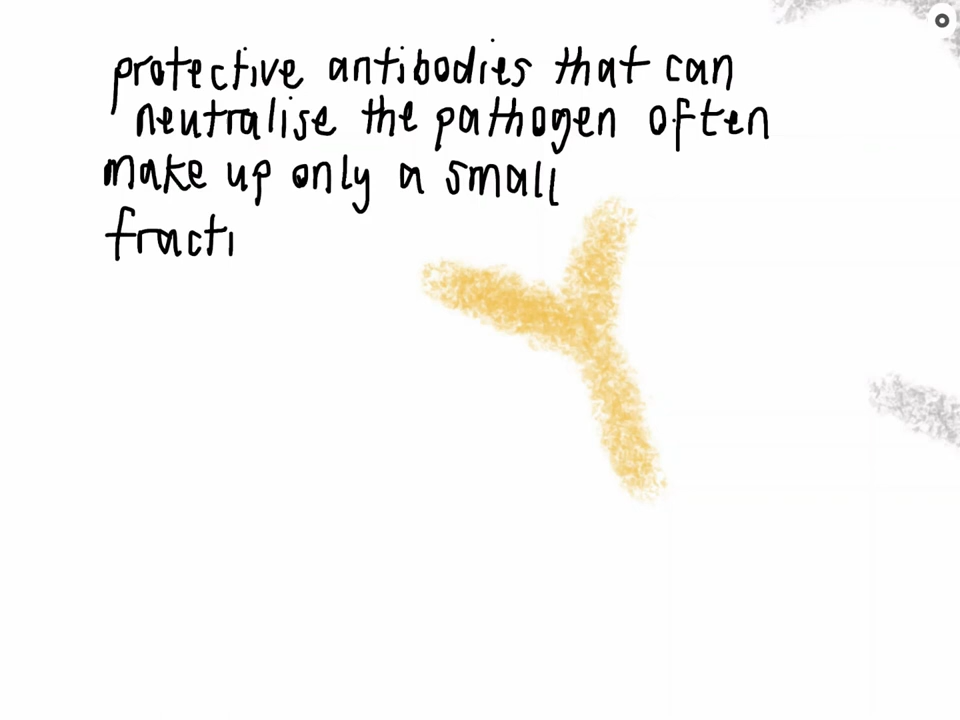 protective antibodies that can
neutralise the pathogen often
make up only a small
fracti